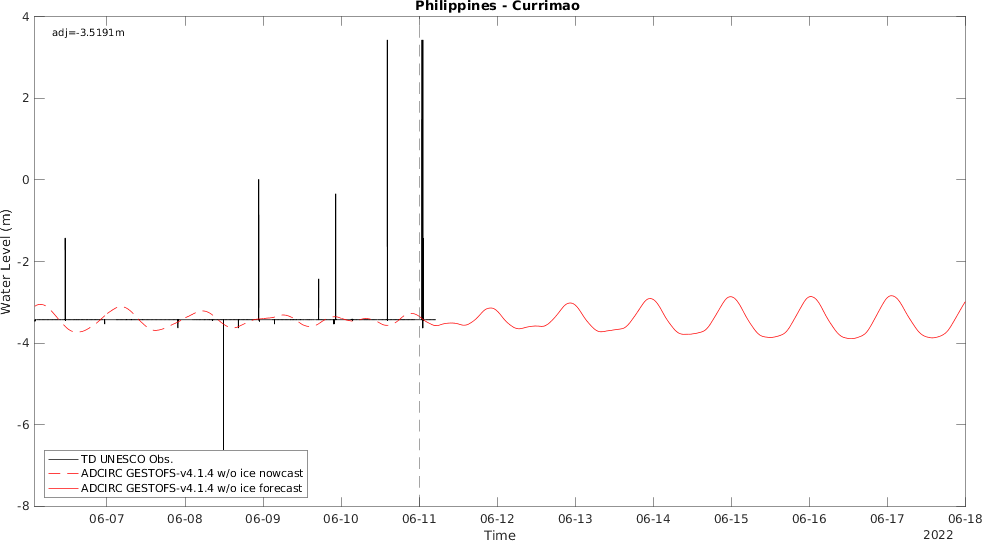 Philippines - Currimao
adj=-3.5191m
4
2
0
-2
-4
-6
-8
Water Level (m)
TD UNESCO Obs.
ADCIRC GESTOFS-v4.1.4 w/o ice nowcast
ADCIRC GESTOFS-v4.1.4 w/o ice forecast
06-07 06-08 06-09 06-10 06-11 06-12 06-13 06-14 06-15 06-16 06-17 06-18
Time
2022